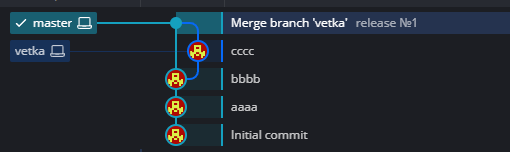 master Merge branch 'vetka' release №1
vetka cccc
bbbb
aaaa
Initial commit